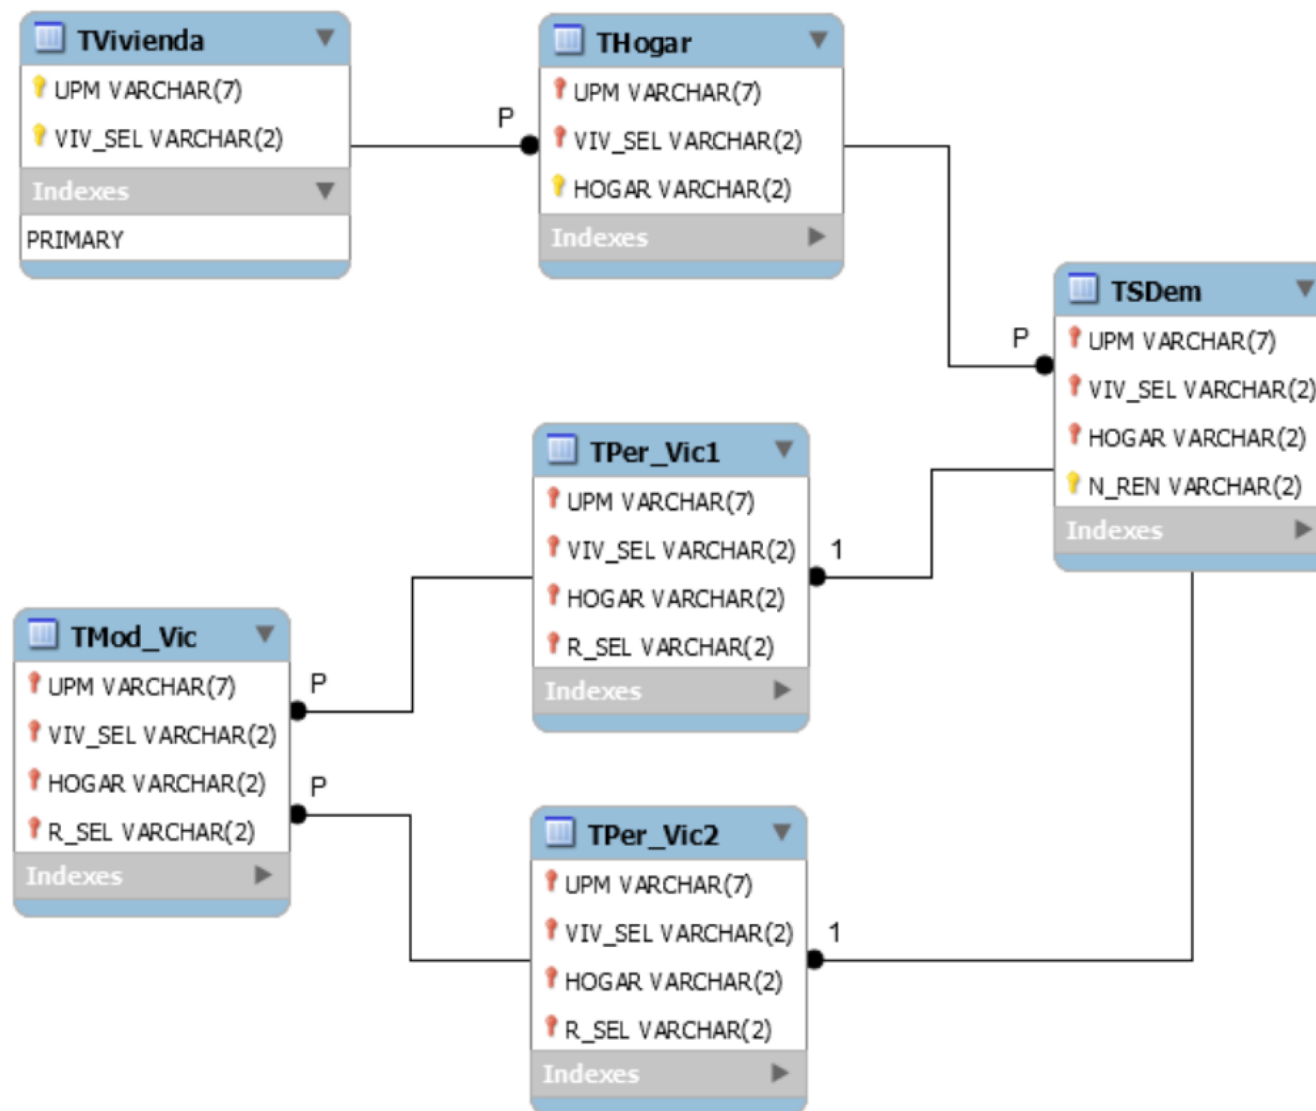 TVivienda
UPM VARCHAR(7)
VIV_SEL VARCHAR(2)
Indexes
PRIMARY
P
THogar
UPM VARCHAR(7)
VIV_SEL VARCHAR(2)
HOGAR VARCHAR(2)
Indexes
P
TSDem
UPM VARCHAR(7)
VIV_SEL VARCHAR(2)
HOGAR VARCHAR(2)
N_REN VARCHAR(2)
Indexes
TPer_Vic1
UPM VARCHAR(7)
VIV_SEL VARCHAR(2)
HOGAR VARCHAR(2)
R_SEL VARCHAR(2)
Indexes
1
TMod_Vic
UPM VARCHAR(7)
VIV_SEL VARCHAR(2)
HOGAR VARCHAR(2)
R_SEL VARCHAR(2)
Indexes
P
P
TPer_Vic2
UPM VARCHAR(7)
VIV_SEL VARCHAR(2)
HOGAR VARCHAR(2)
R_SEL VARCHAR(2)
Indexes
1